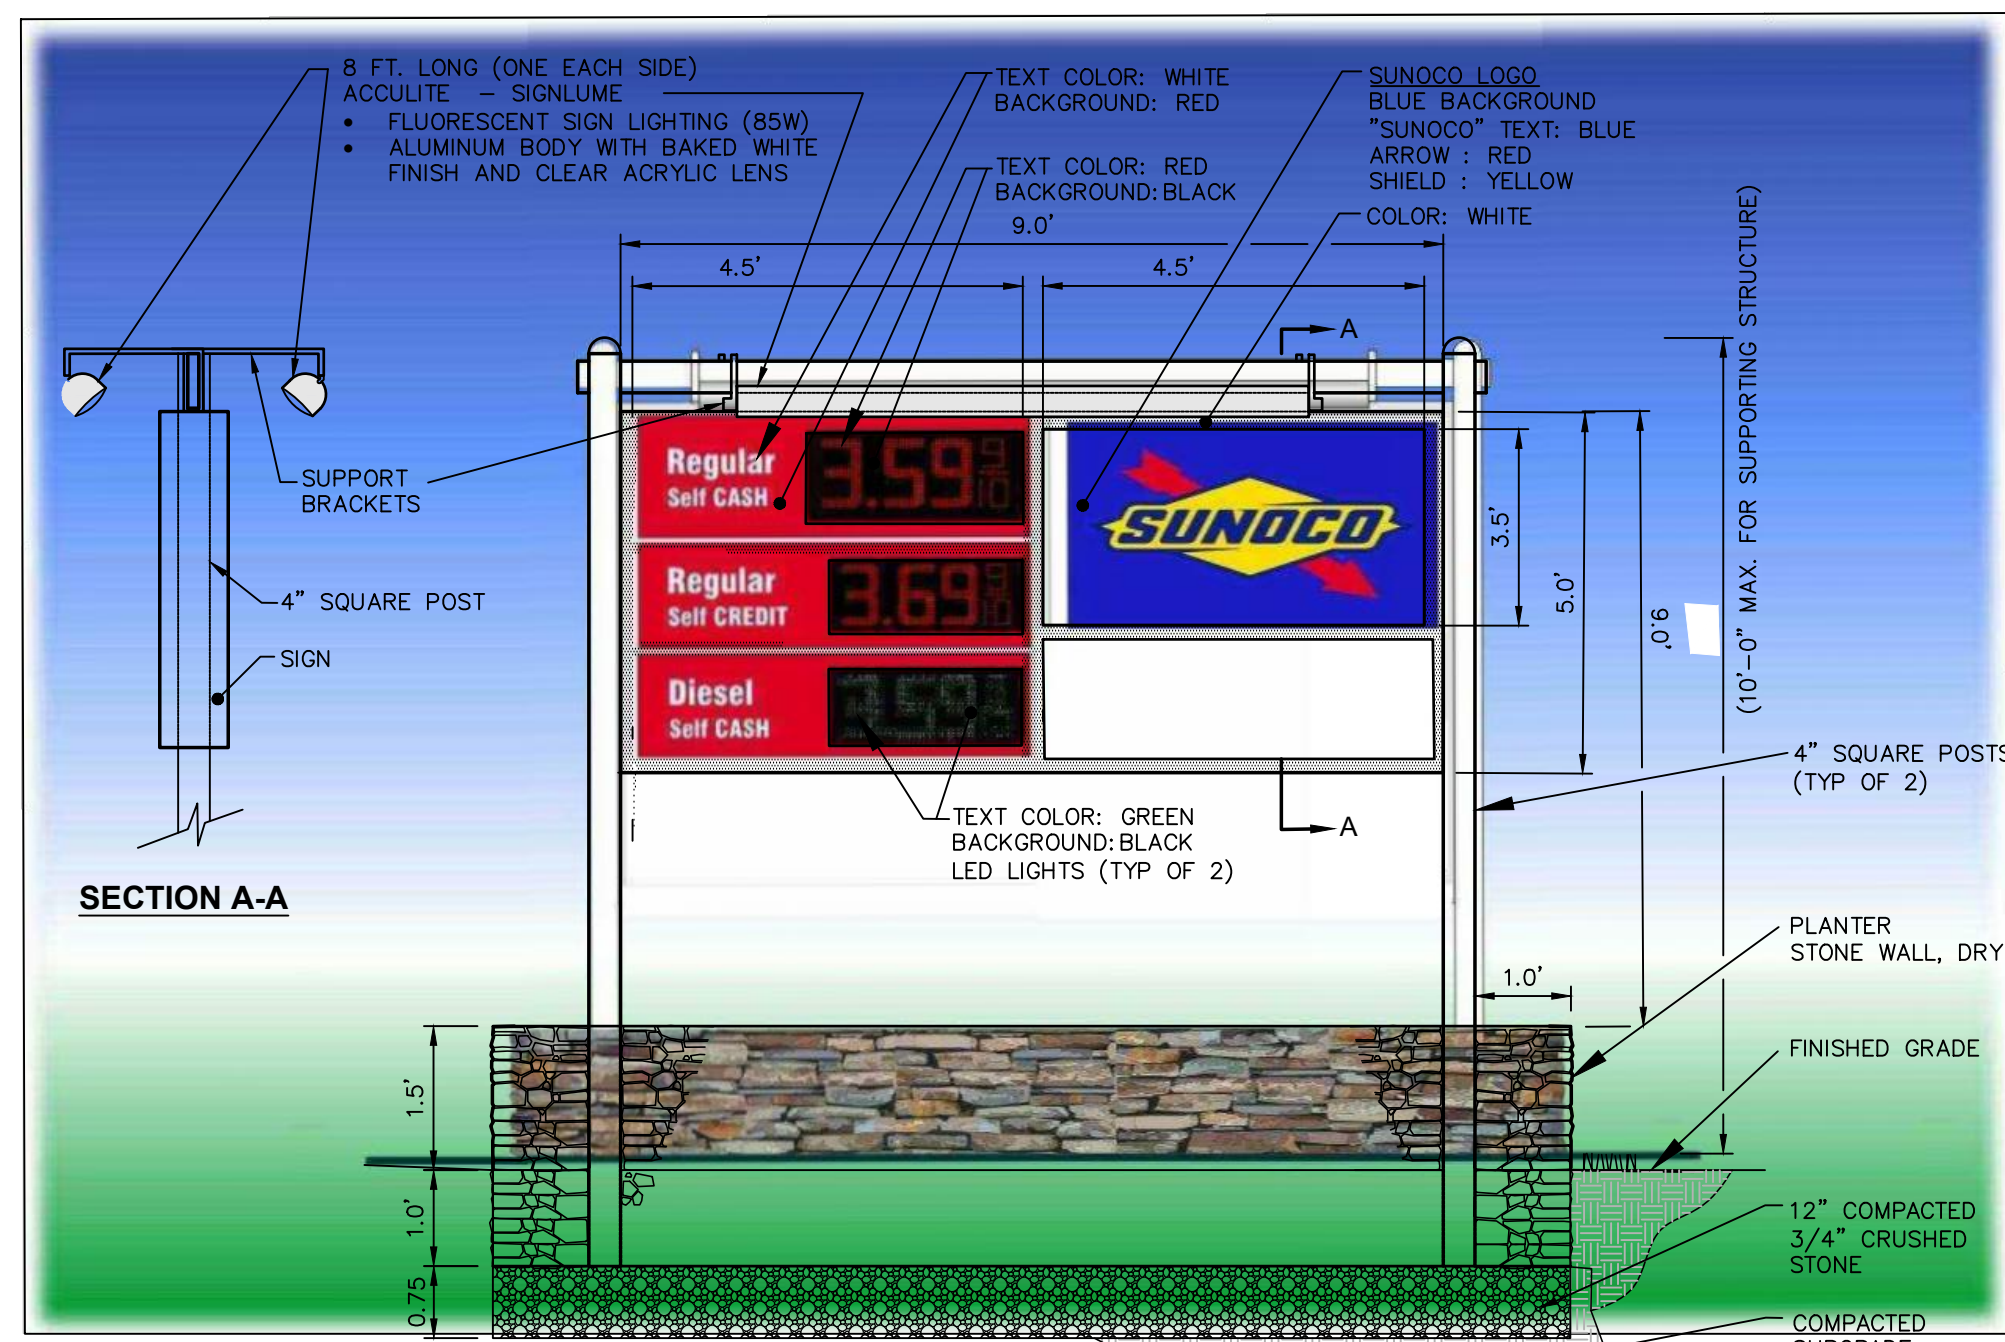 8 FT. LONG (ONE EACH SIDE)
ACCULITE – SIGNLUME
• FLUORESCENT SIGN LIGHTING (85W)
• ALUMINUM BODY WITH BAKED WHITE
FINISH AND CLEAR ACRYLIC LENS
TEXT COLOR: WHITE
BACKGROUND: RED
TEXT COLOR: RED
BACKGROUND: BLACK
SUNOCO LOGO
BLUE BACKGROUND
"SUNOCO" TEXT: BLUE
ARROW : RED
SHIELD : YELLOW
COLOR: WHITE
9.0'
4.5'
4.5'
A
(10'-0" MAX. FOR SUPPORTING STRUCTURE)
Regular
Self CASH
3.59 9/10
SUNOCO
3.5'
5.0'
9.0'
Regular
Self CREDIT
3.69 9/10
Diesel
Self CASH
SUPPORT
BRACKETS
4" SQUARE POST
SIGN
SECTION A-A
TEXT COLOR: GREEN
BACKGROUND: BLACK
LED LIGHTS (TYP OF 2)
A
4" SQUARE POSTS
(TYP OF 2)
PLANTER
STONE WALL, DRY
1.0'
FINISHED GRADE
1.5'
1.0'
0.75
12" COMPACTED
3/4" CRUSHED
STONE
COMPACTED